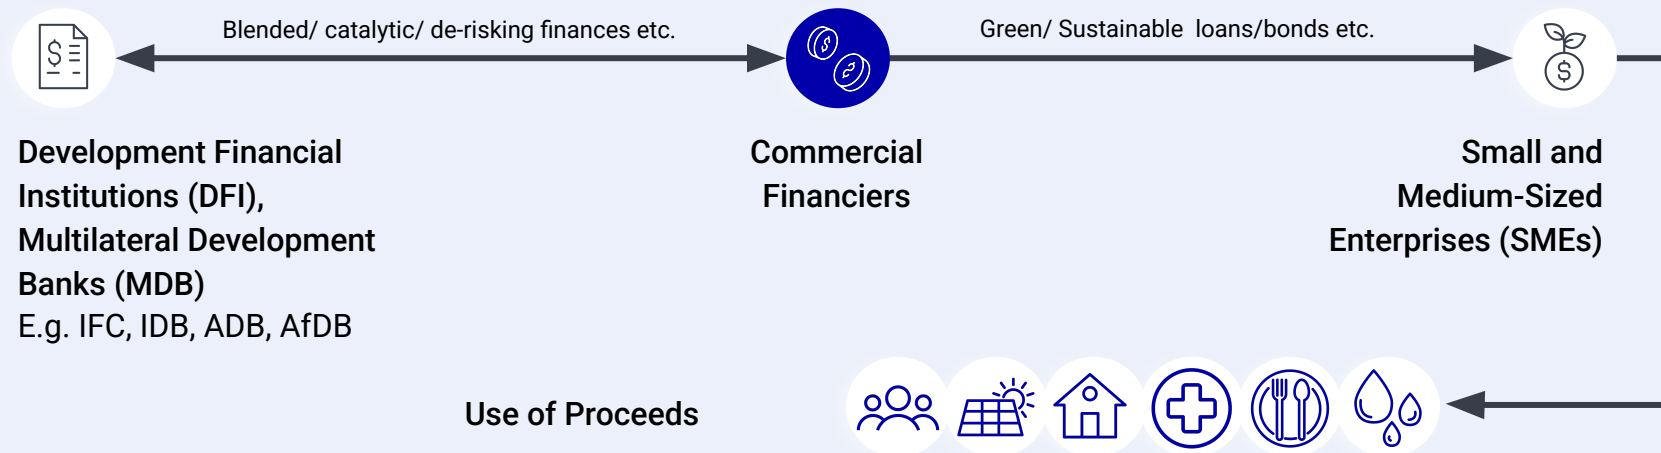 Blended/ catalytic/ de-risking finances etc.
Green/ Sustainable  loans/bonds etc.
Development Financial
Institutions (DFI),
Multilateral Development
Banks (MDB)
E.g. IFC, IDB, ADB, AfDB
Commercial
Financiers
Small and
Medium-Sized
Enterprises (SMEs)
Use of Proceeds